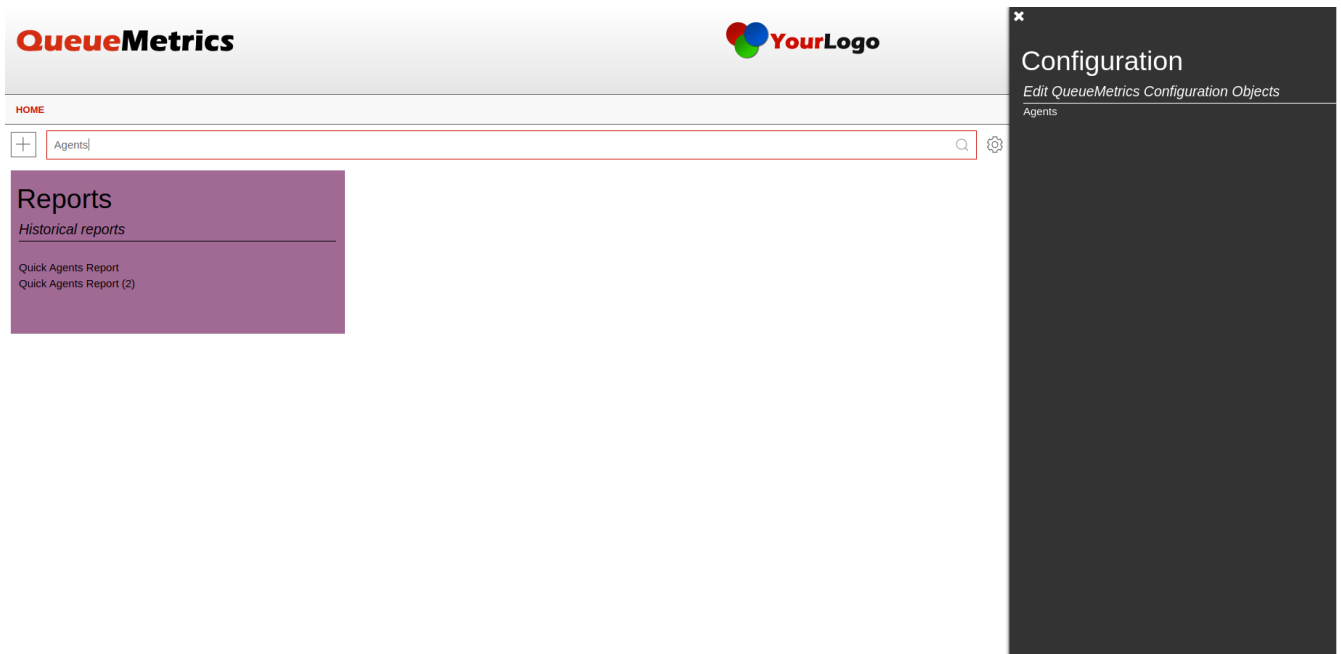 QueueMetrics
YourLogo
HOME
Agents
Reports
Historical reports
Quick Agents Report
Quick Agents Report (2)
Configuration
Edit QueueMetrics Configuration Objects
Agents